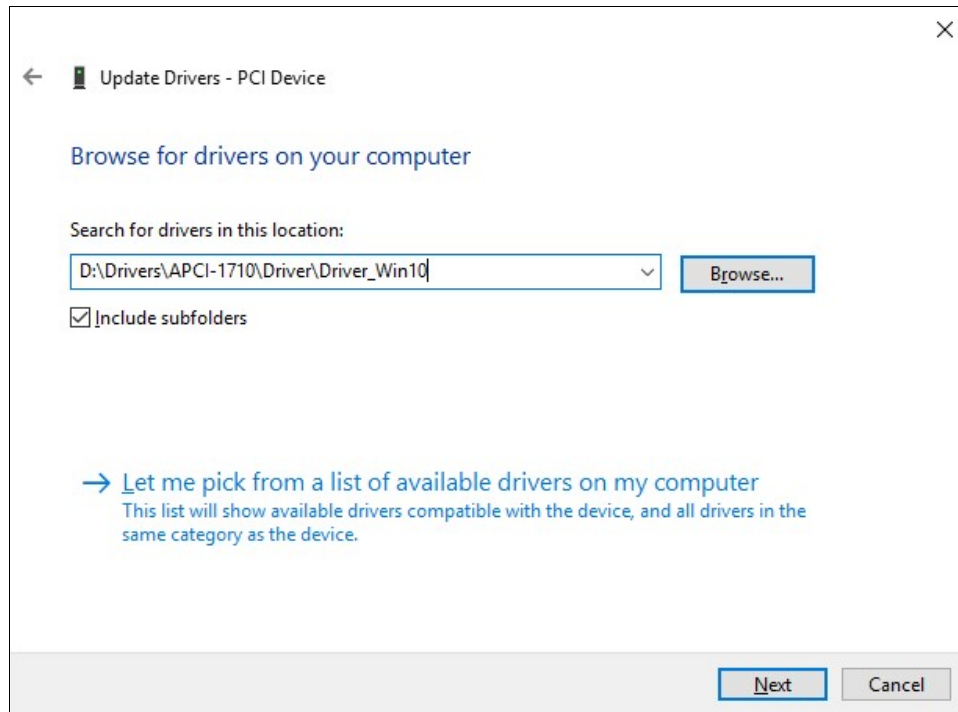 Update Drivers - PCI Device
Browse for drivers on your computer
Search for drivers in this location:
D:\Drivers\APCI-1710\Driver\Driver_Win10
Browse...
Include subfolders
Let me pick from a list of available drivers on my computer
This list will show available drivers compatible with the device, and all drivers in the
same category as the device.
Next
Cancel